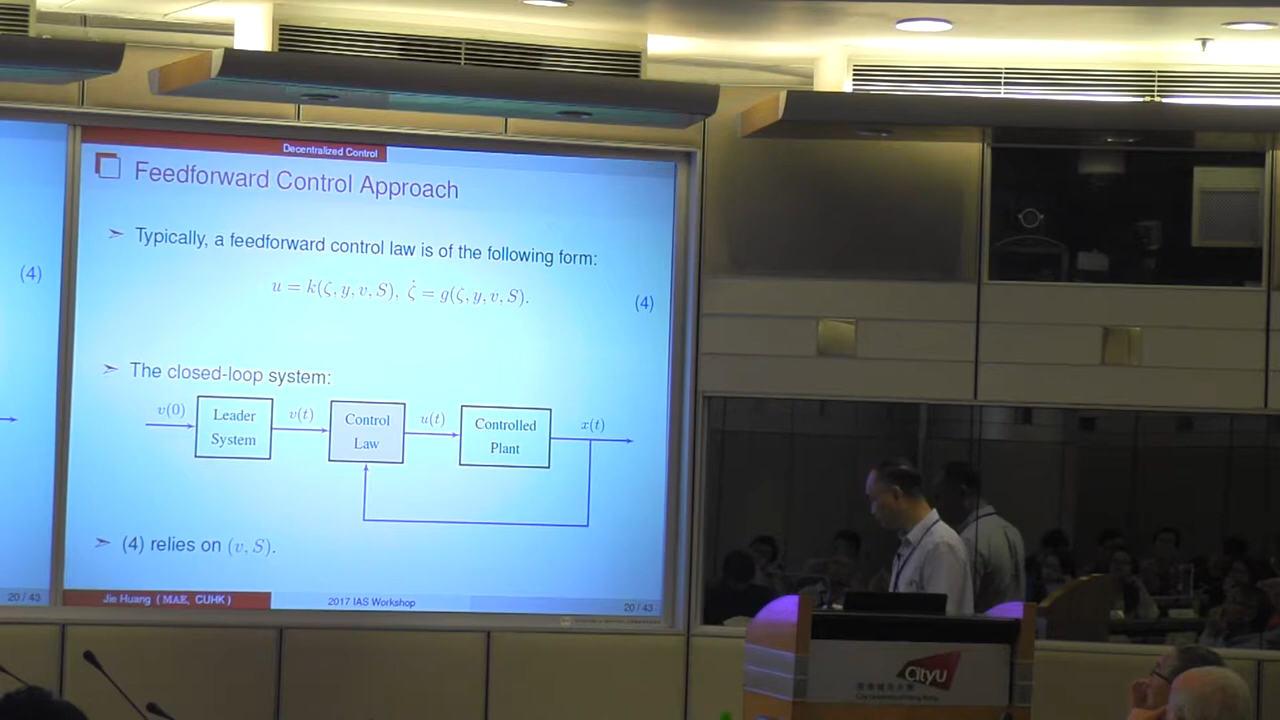 Decentralized Control
Feedforward Control Approach
(4)
➢ Typically, a feedforward control law is of the following form:
u = k(ζ, y, v, S), ζ̇ = g(ζ, y, v, S).
(4)
➢ The closed-loop system:
v(0)
Leader
System
v(t)
Control
Law
u(t)
Controlled
Plant
x(t)
➢ (4) relies on (v, S).
20 / 43
Jie Huang ( MAE, CUHK )
2017 IAS Workshop
20 / 43
CityU